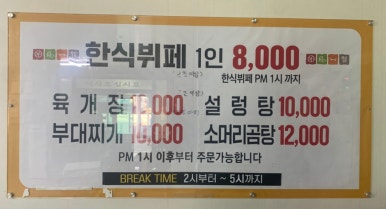 한식뷔페 1인 8,000
한식뷔페 PM 1시 까지
육개장 설렁탕 10,000
부대찌개 10,000 소머리곰탕 12,000
PM 1시 이후부터 주문가능합니다
BREAK TIME 2시부터 ~ 5시까지